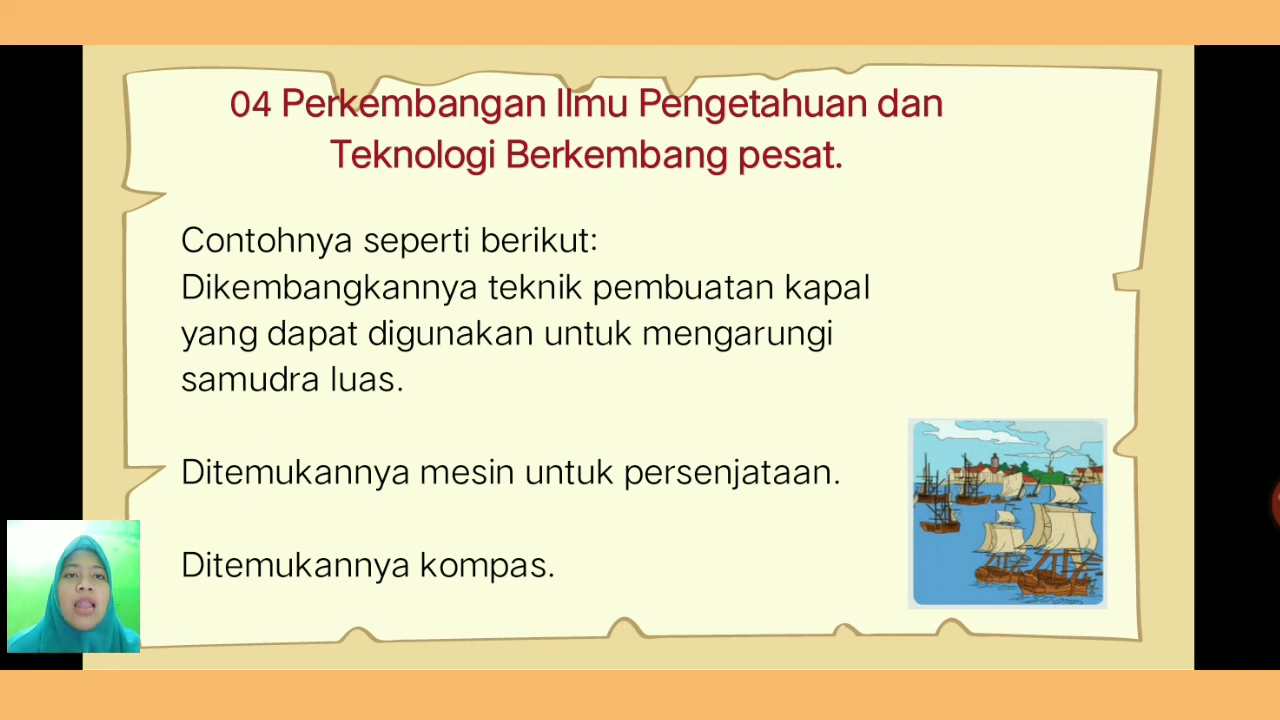 04 Perkembangan Ilmu Pengetahuan dan
Teknologi Berkembang pesat.
Contohnya seperti berikut:
Dikembangkannya teknik pembuatan kapal
yang dapat digunakan untuk mengarungi
samudra luas.
Ditemukannya mesin untuk persenjataan.
Ditemukannya kompas.